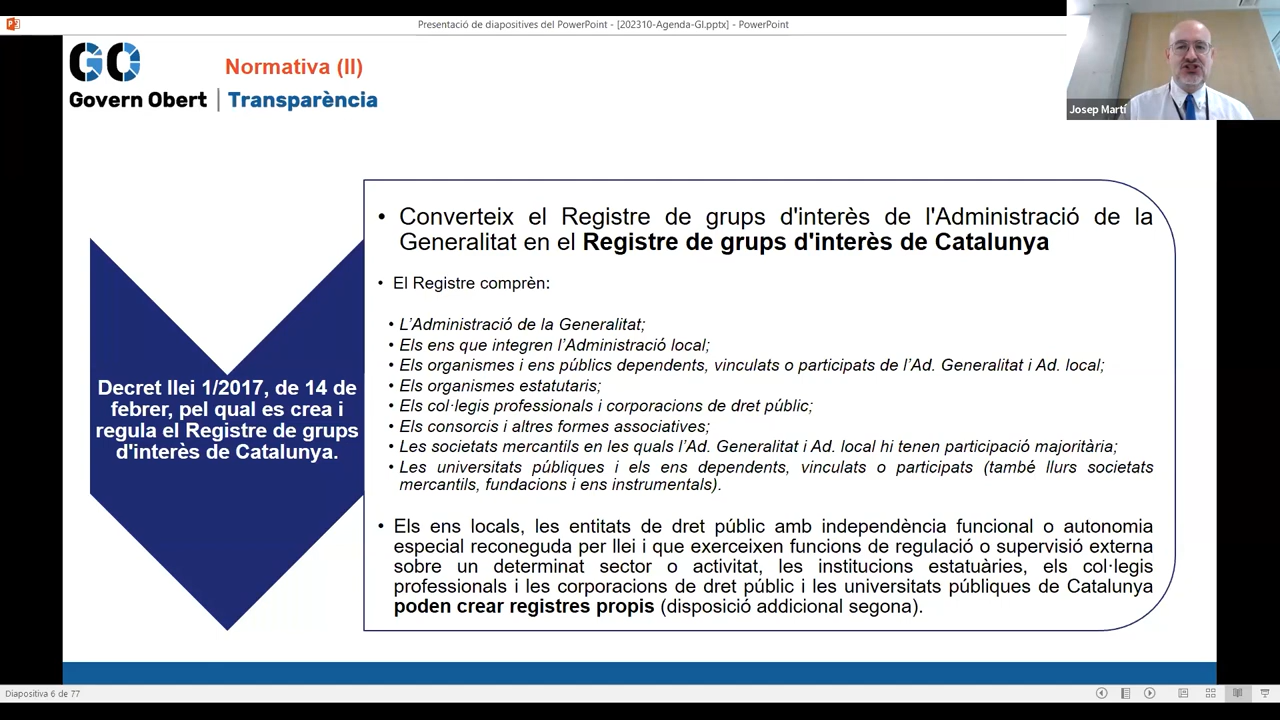 Presentació de diapositives del PowerPoint - [202310-Agenda-GI.pptx] - PowerPoint
GO
Normativa (II)
Govern Obert | Transparència
Josep Martí
Decret llei 1/2017, de 14 de
febrer, pel qual es crea i
regula el Registre de grups
d'interès de Catalunya.
• Converteix el Registre de grups d'interès de l'Administració de la
Generalitat en el Registre de grups d'interès de Catalunya
• El Registre comprèn:
• L'Administració de la Generalitat;
• Els ens que integren l'Administració local;
• Els organismes i ens públics dependents, vinculats o participats de l'Ad. Generalitat i Ad. local;
• Els organismes estatutaris;
• Els col·legis professionals i corporacions de dret públic;
• Els consorcis i altres formes associatives;
• Les societats mercantils en les quals l'Ad. Generalitat i Ad. local hi tenen participació majoritària;
• Les universitats públiques i els ens dependents, vinculats o participats (també llurs societats
mercantils, fundacions i ens instrumentals).
• Els ens locals, les entitats de dret públic amb independència funcional o autonomia
especial reconeguda per llei i que exerceixen funcions de regulació o supervisió externa
sobre un determinat sector o activitat, les institucions estatuàries, els col·legis
professionals i les corporacions de dret públic i les universitats públiques de Catalunya
poden crear registres propis (disposició addicional segona).
Diapositiva 6 de 77